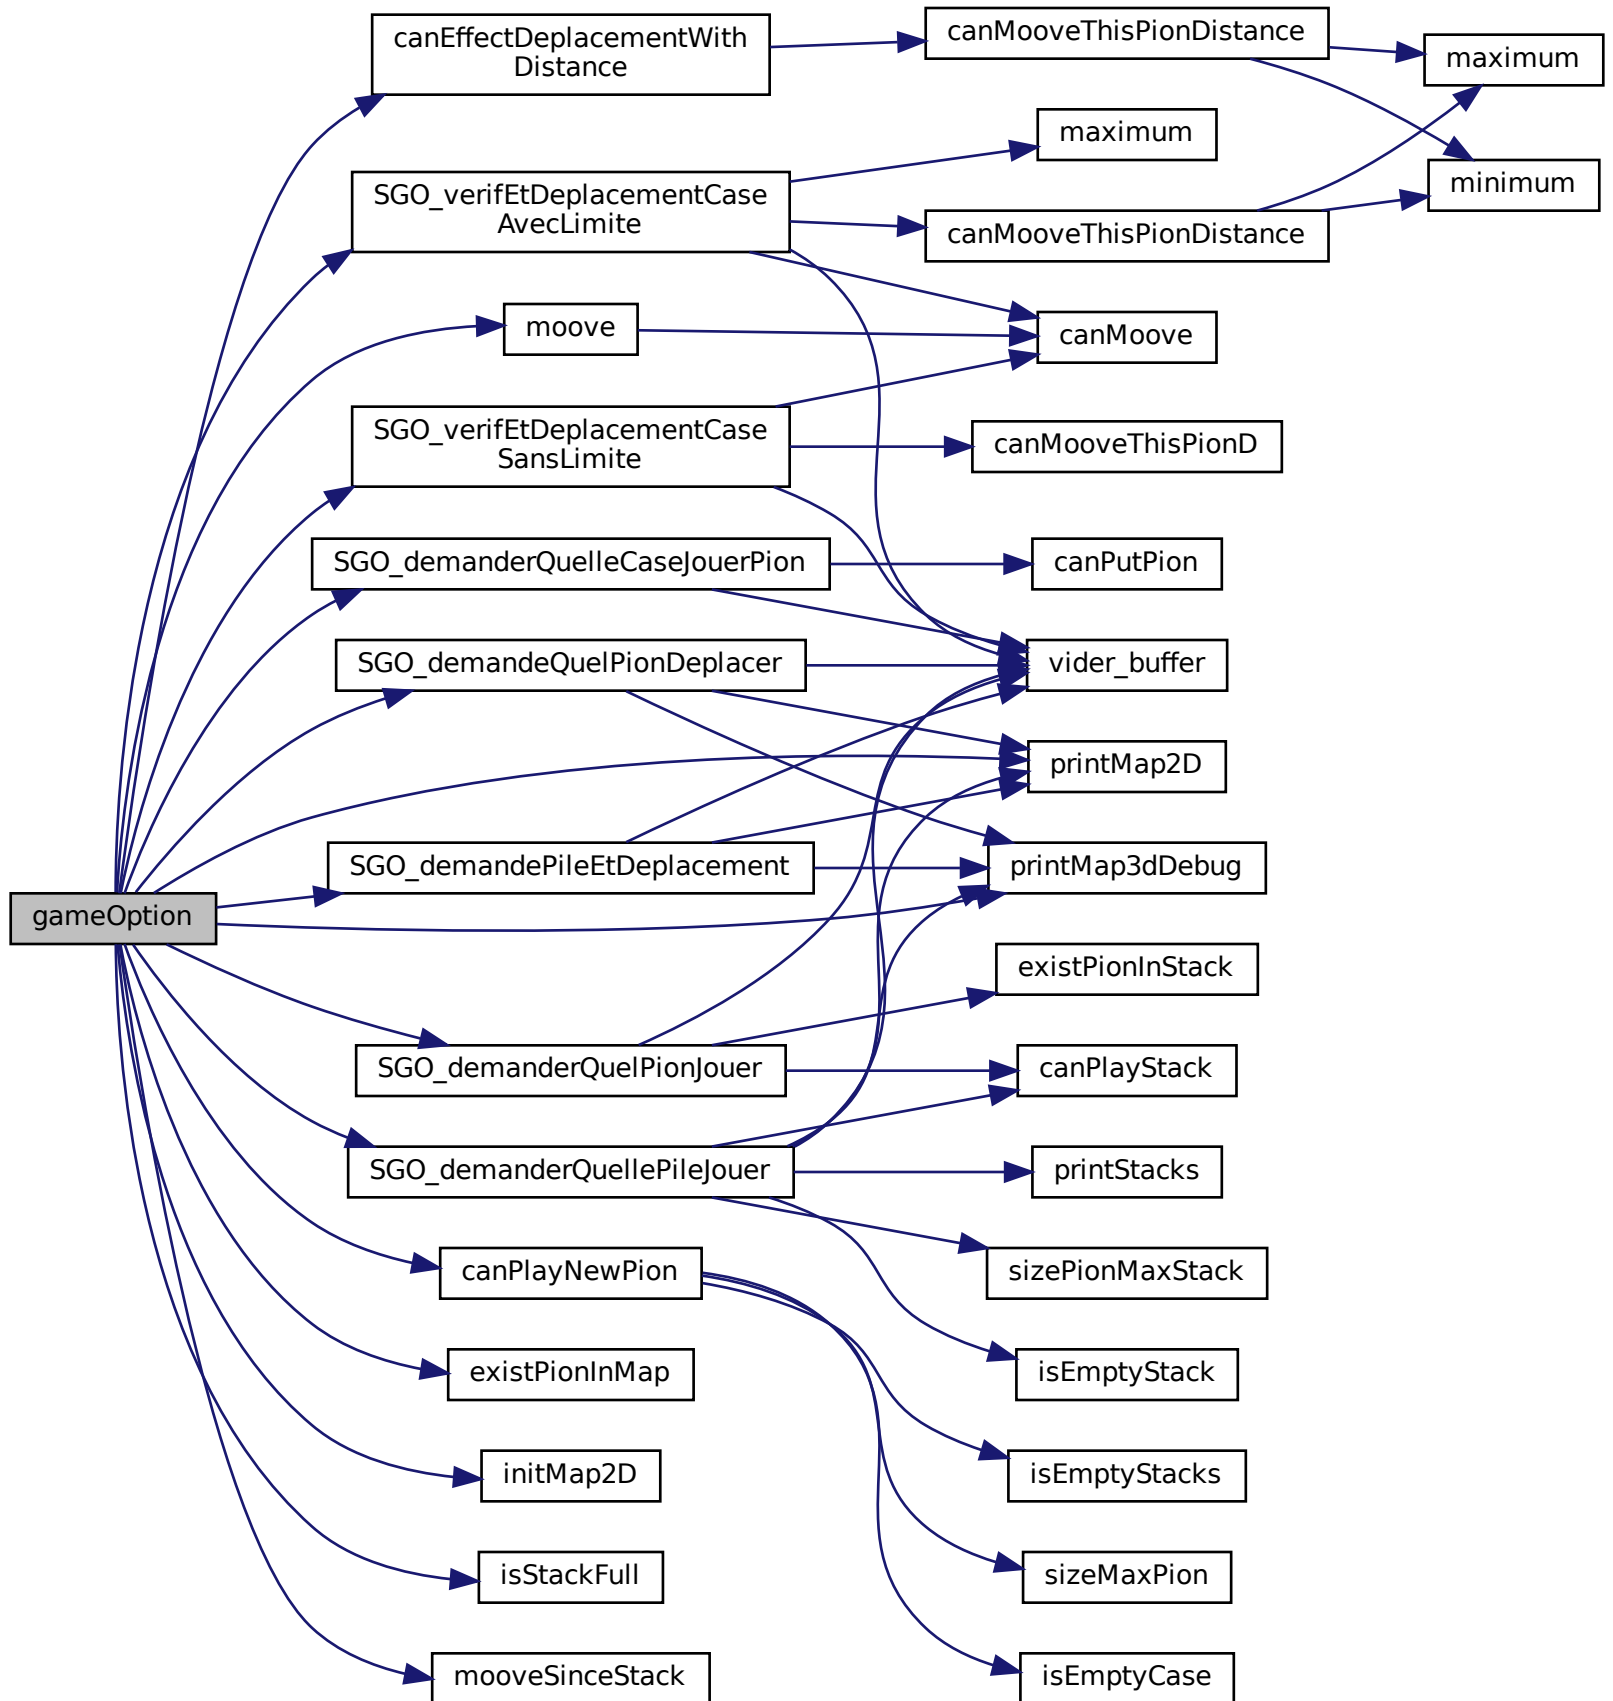 gameOption
canEffectDeplacementWith
Distance
SGO_verifEtDeplacementCase
AvecLimite
moove
SGO_verifEtDeplacementCase
SansLimite
SGO_demanderQuelleCaseJouerPion
SGO_demandeQuelPionDeplacer
SGO_demandePileEtDeplacement
SGO_demanderQuelPionJouer
SGO_demanderQuellePileJouer
canPlayNewPion
existPionInMap
initMap2D
isStackFull
mooveSinceStack
canMooveThisPionDistance
maximum
canMooveThisPionDistance
canMoove
canMooveThisPionD
canPutPion
vider_buffer
printMap2D
printMap3dDebug
existPionInStack
canPlayStack
printStacks
sizePionMaxStack
isEmptyStack
isEmptyStacks
sizeMaxPion
isEmptyCase
maximum
minimum